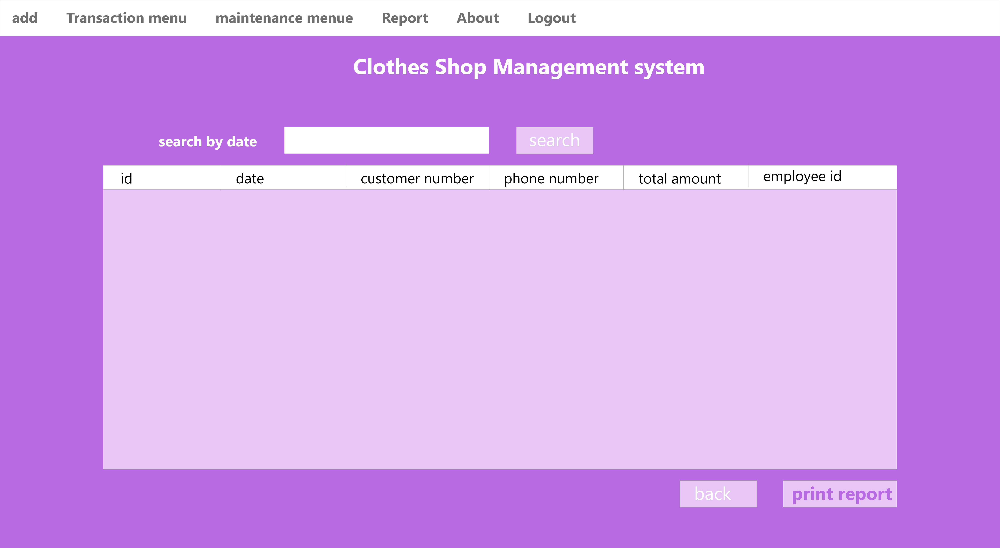 add Transaction menu maintenance menue Report About Logout
Clothes Shop Management system
search by date search
id date customer number phone number total amount employee id
back print report